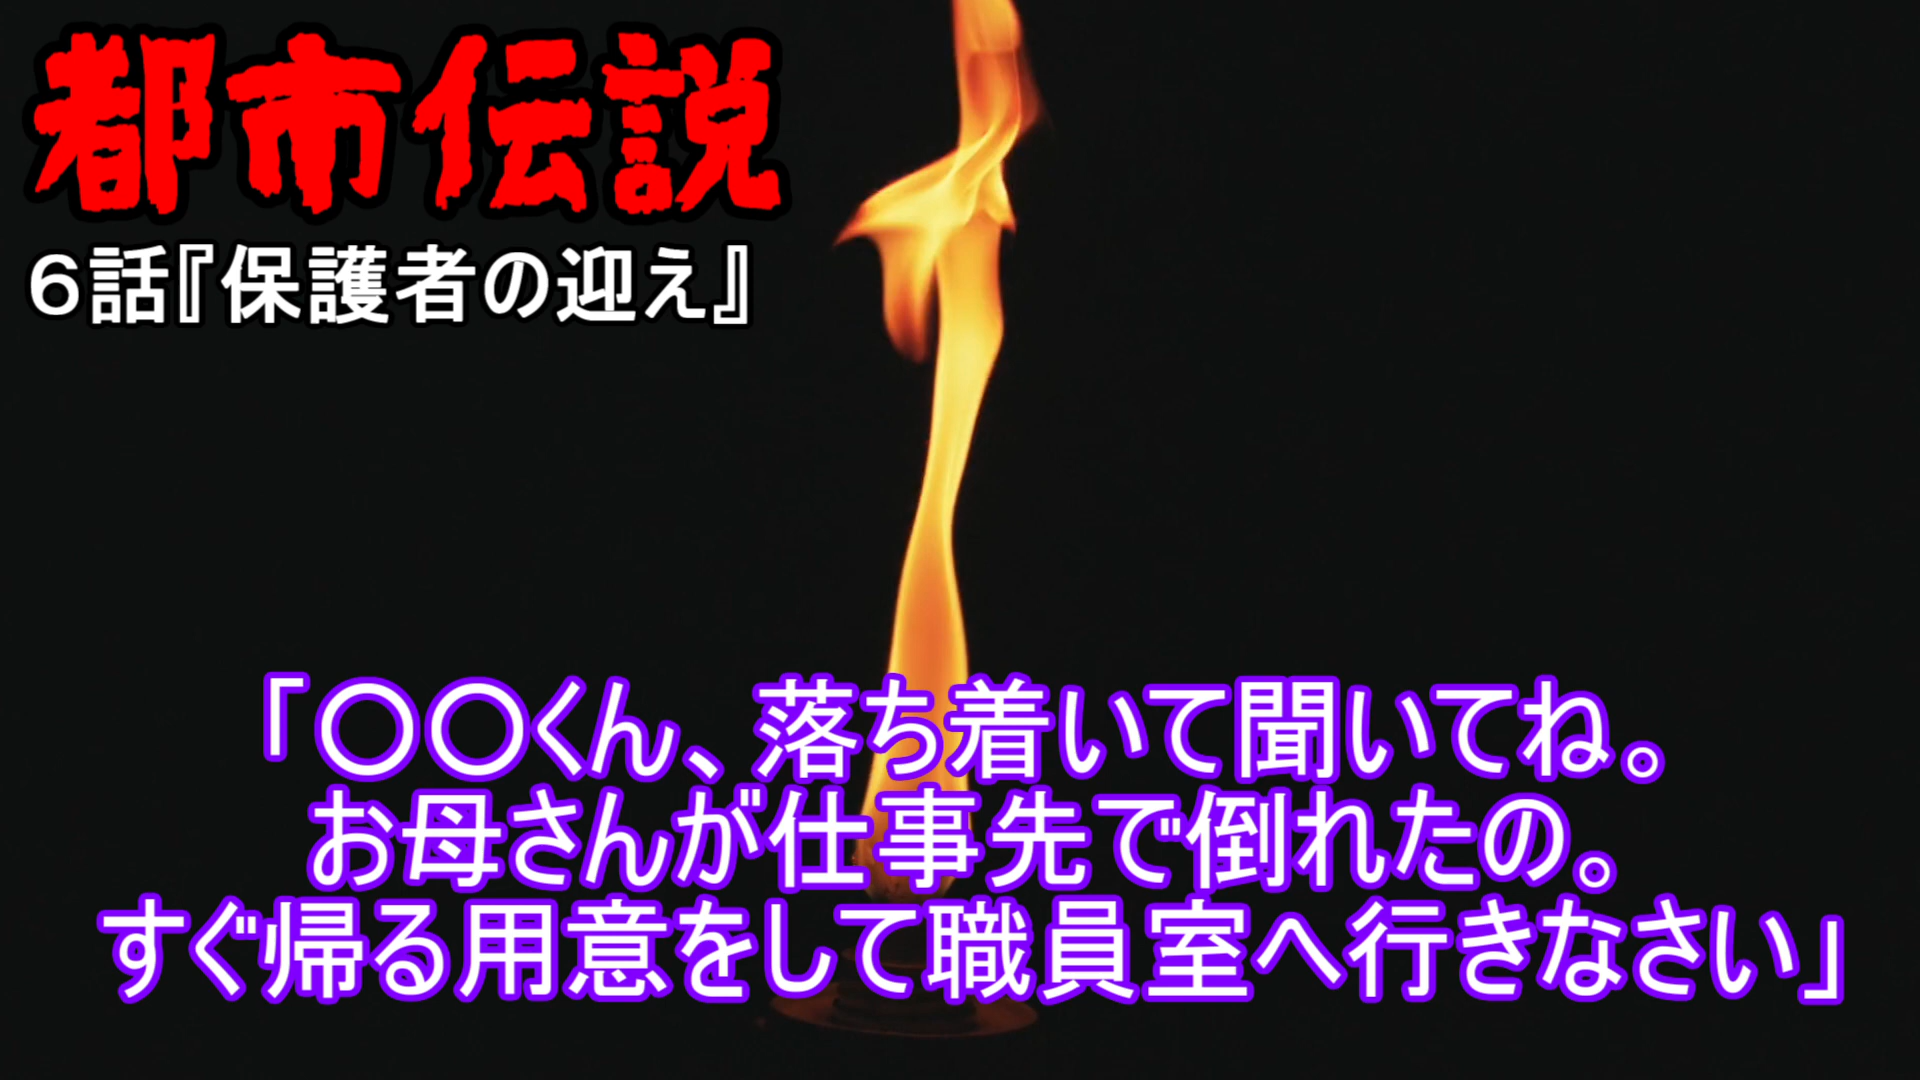 都市伝説
6話『保護者の迎え』
「〇〇くん、落ち着いて聞いてね。
お母さんが仕事先で倒れたの。
すぐ帰る用意をして職員室へ行きなさい」